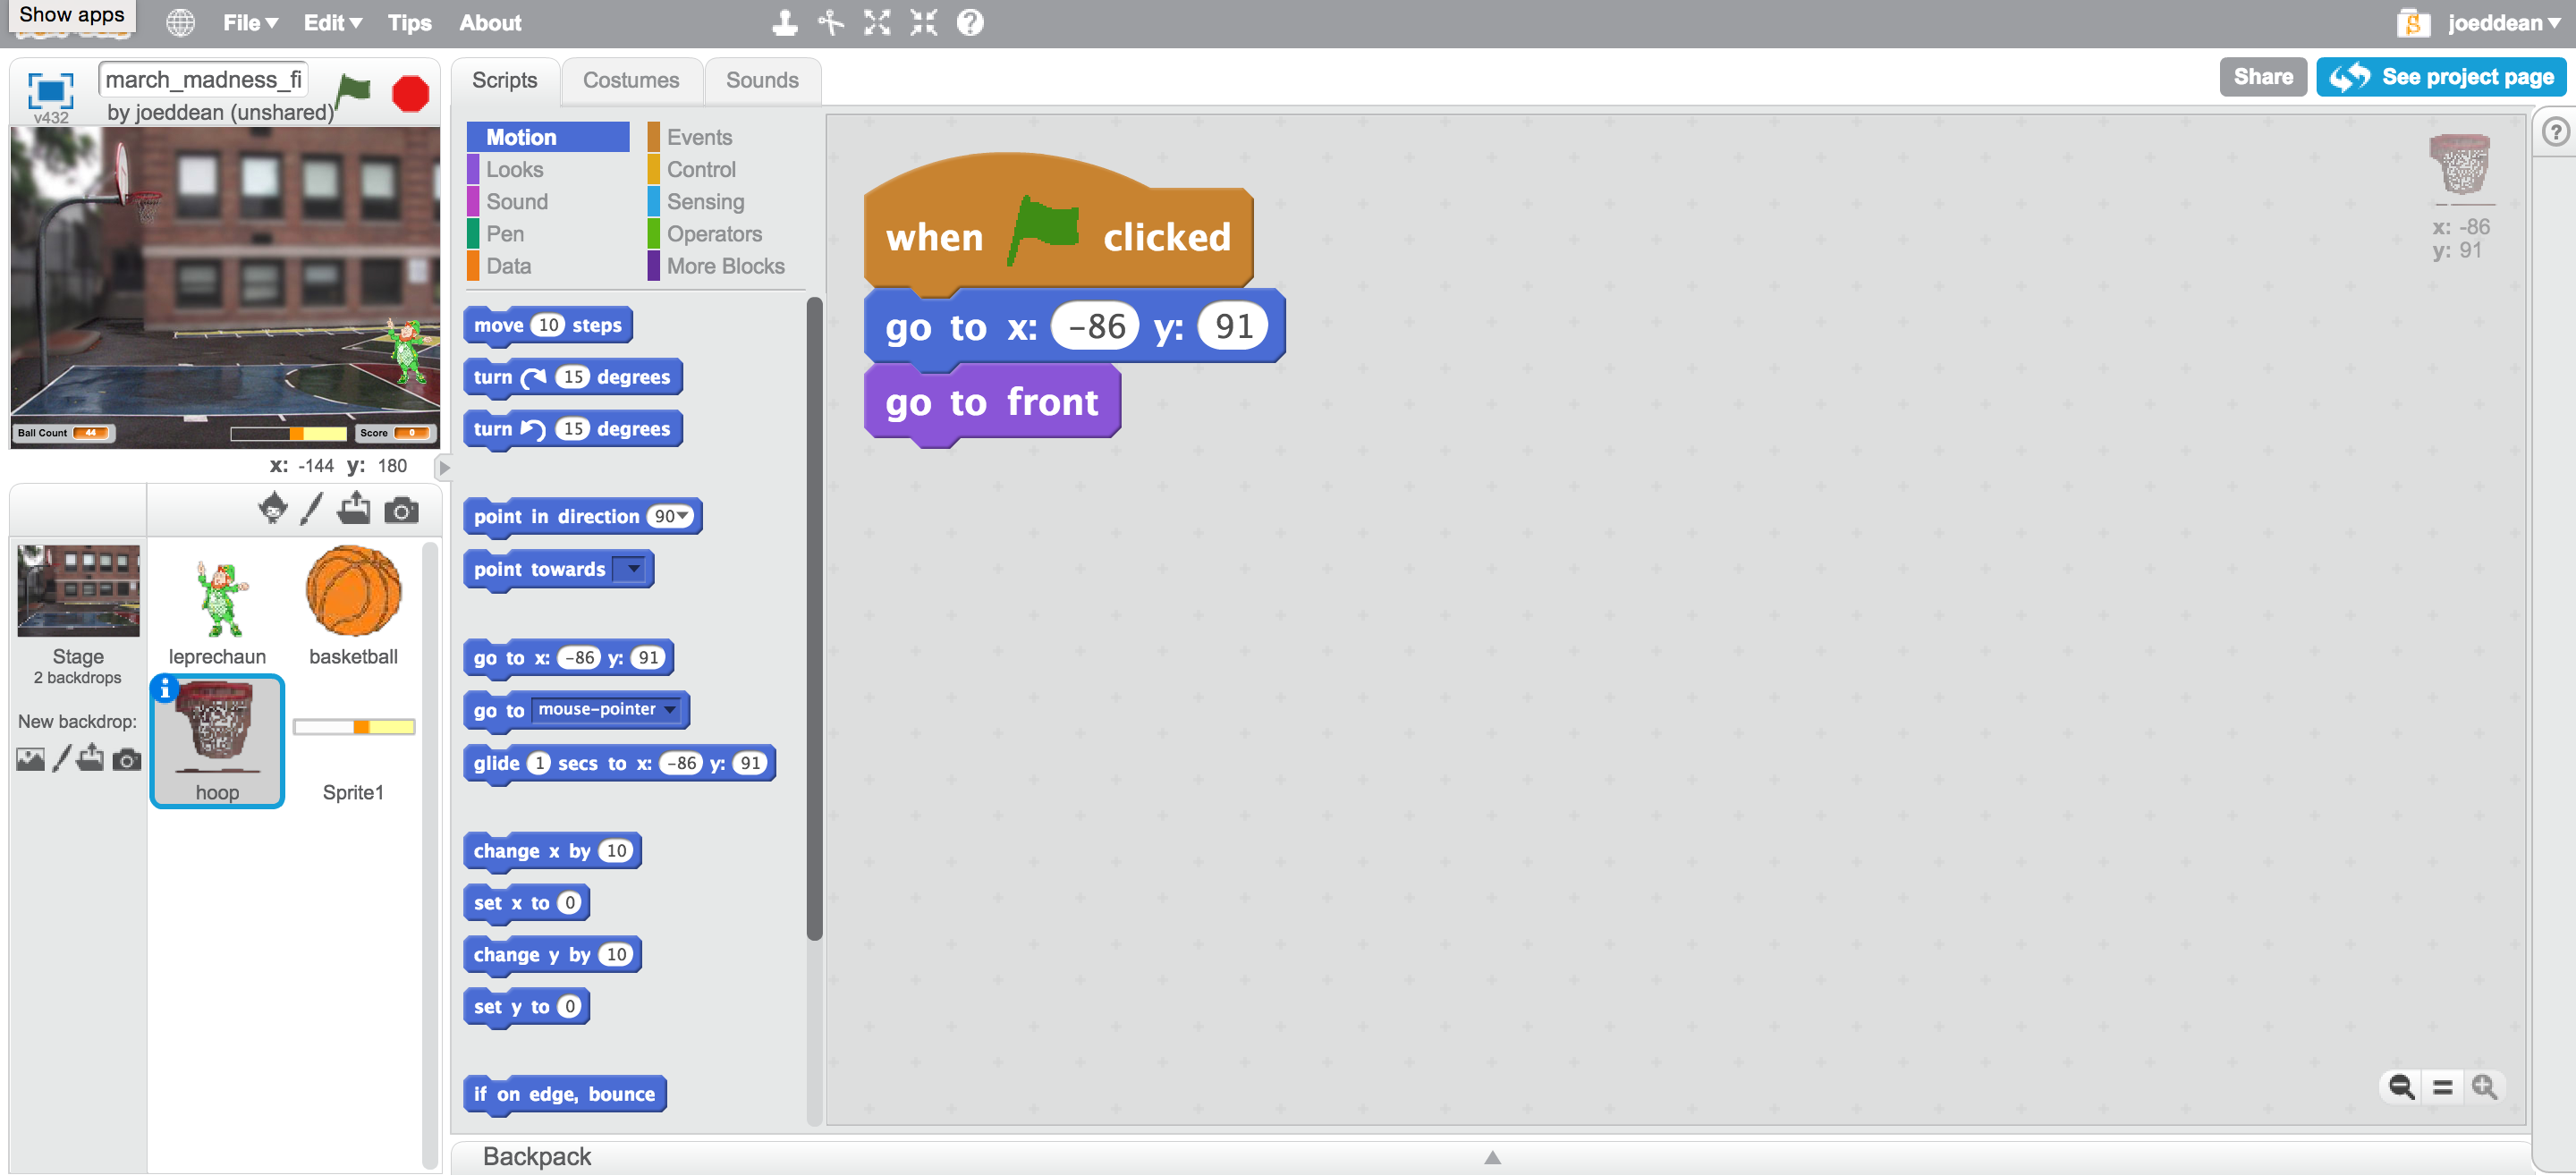 Show apps
File Edit Tips About
joeddean
v432
march_madness_fi
by joeddean (unshared)
Ball Count 44
Score 0
x: -144 y: 180
Stage
2 backdrops
New backdrop:
leprechaun
basketball
hoop
Sprite1
Scripts
Costumes
Sounds
Share
See project page
Motion
Looks
Sound
Pen
Data
Events
Control
Sensing
Operators
More Blocks
move 10 steps
turn 15 degrees
turn 15 degrees
point in direction 90
point towards
go to x: -86 y: 91
go to mouse-pointer
glide 1 secs to x: -86 y: 91
change x by 10
set x to 0
change y by 10
set y to 0
if on edge, bounce
when clicked
go to x: -86 y: 91
go to front
x: -86
y: 91
Backpack